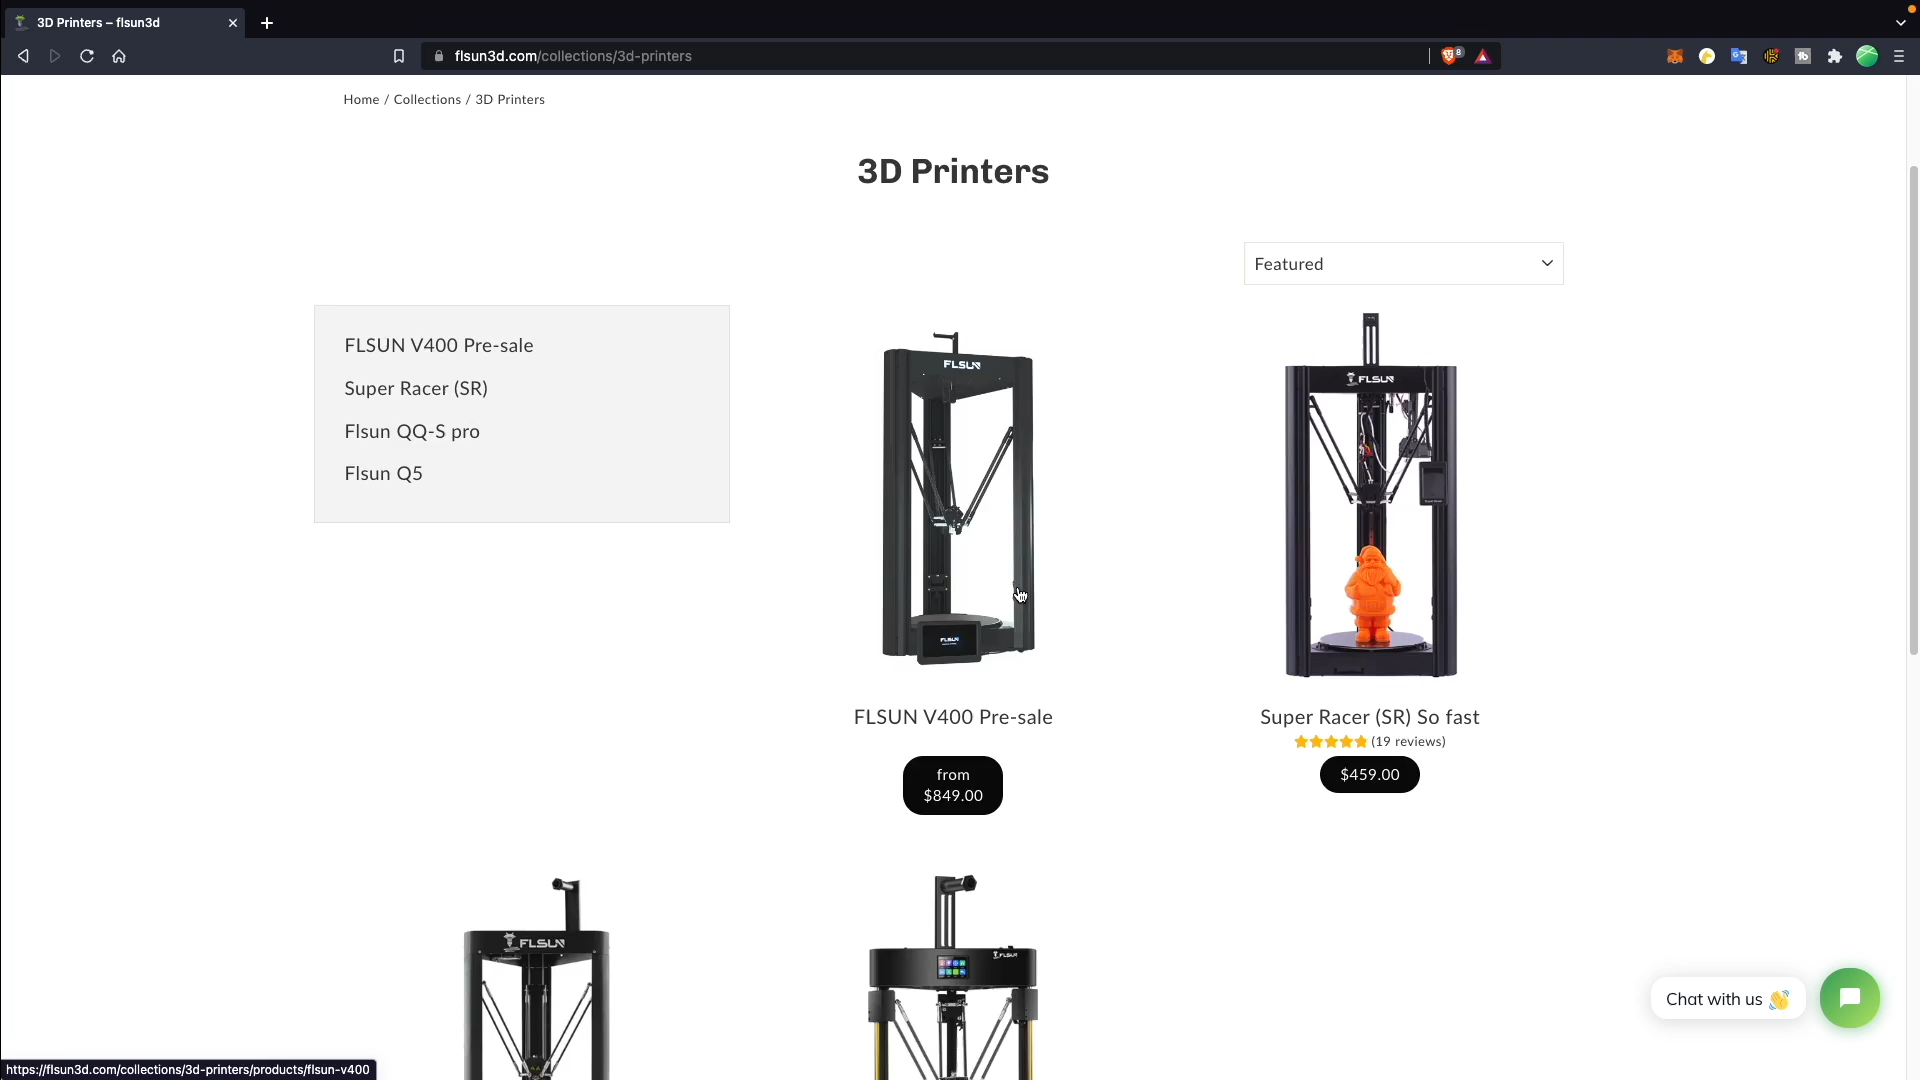 3D Printers – flsun3d
flsun3d.com/collections/3d-printers
8
Home / Collections / 3D Printers
3D Printers
Featured
FLSUN V400 Pre-sale
Super Racer (SR)
Flsun QQ-S pro
Flsun Q5
FLSUN
FLSUN
FLSUN
FLSUN V400 Pre-sale
from
$849.00
Super Racer (SR) So fast
(19 reviews)
$459.00
FLSUN
FLSUN
Chat with us 👋
https://flsun3d.com/collections/3d-printers/products/flsun-v400